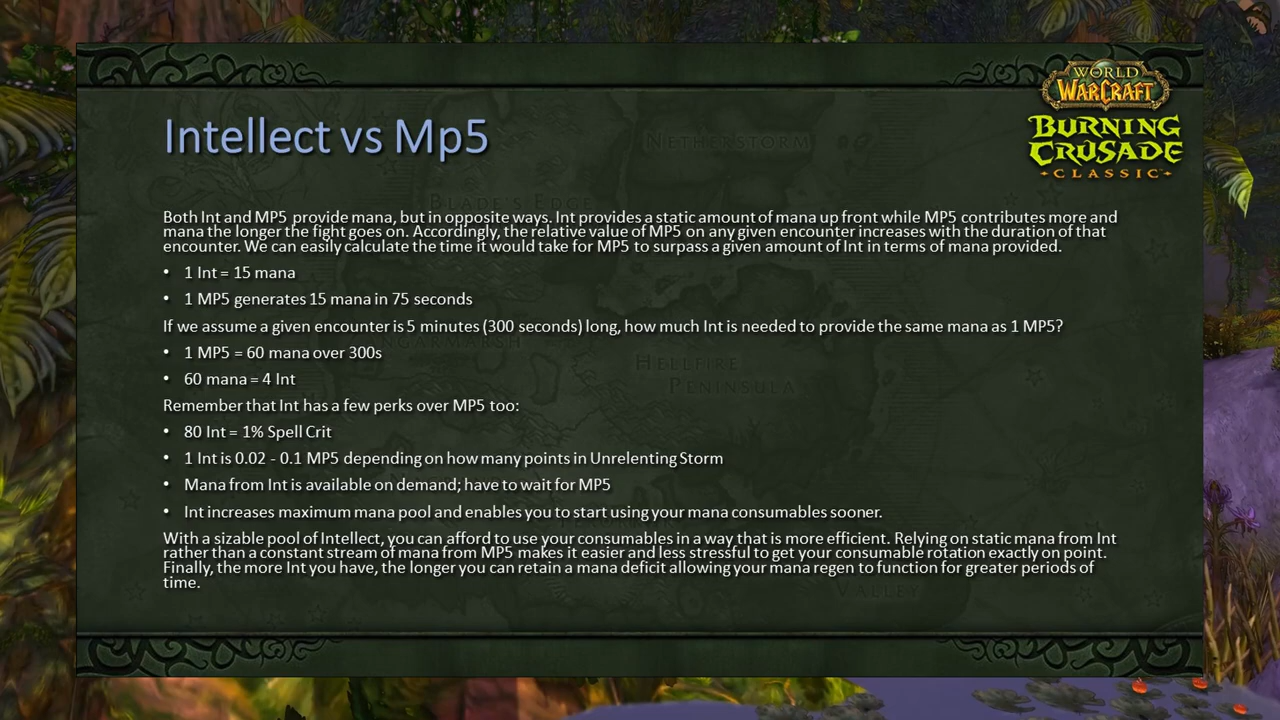 WORLD
WARCRAFT
BURNING
CRUSADE
CLASSIC
Intellect vs Mp5
NETHERSTORM
BLADE'S EDGE
Both Int and MP5 provide mana, but in opposite ways. Int provides a static amount of mana up front while MP5 contributes more and
mana the longer the fight goes on. Accordingly, the relative value of MP5 on any given encounter increases with the duration of that
encounter. We can easily calculate the time it would take for MP5 to surpass a given amount of Int in terms of mana provided.
• 1 Int = 15 mana
• 1 MP5 generates 15 mana in 75 seconds
If we assume a given encounter is 5 minutes (300 seconds) long, how much Int is needed to provide the same mana as 1 MP5?
• 1 MP5 = 60 mana over 300s
HELLFIRE
PENINSULA
• 60 mana = 4 Int
Remember that Int has a few perks over MP5 too:
• 80 Int = 1% Spell Crit
• 1 Int is 0.02 - 0.1 MP5 depending on how many points in Unrelenting Storm
• Mana from Int is available on demand; have to wait for MP5
• Int increases maximum mana pool and enables you to start using your mana consumables sooner.
With a sizable pool of Intellect, you can afford to use your consumables in a way that is more efficient. Relying on static mana from Int
rather than a constant stream of mana from MP5 makes it easier and less stressful to get your consumable rotation exactly on point.
Finally, the more Int you have, the longer you can retain a mana deficit allowing your mana regen to function for greater periods of
time.
VALLEY